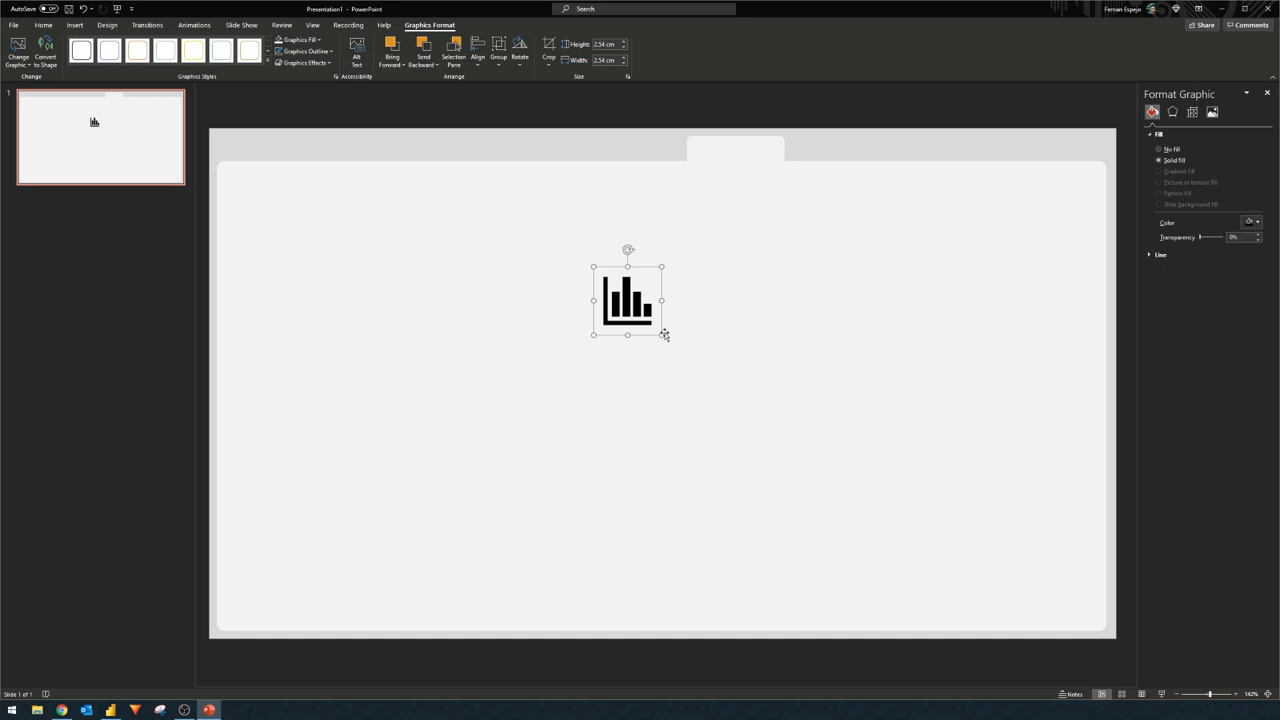 AutoSave Off Presentation1 - PowerPoint Search Fernan Espejo
File Home Insert Design Transitions Animations Slide Show Review View Recording Help Graphics Format Share Comments
Change Graphic Convert to Shape Graphics Fill Graphics Outline Graphics Effects Alt Text Bring Forward Send Backward Selection Pane Align Group Rotate Crop Height: 2.54 cm Width: 2.54 cm
Change Graphics Styles Accessibility Arrange Size
1
Format Graphic
Fill
No fill
Solid fill
Gradient fill
Picture or texture fill
Pattern fill
Slide background fill
Color
Transparency 0%
Line
Slide 1 of 1 Notes 142%